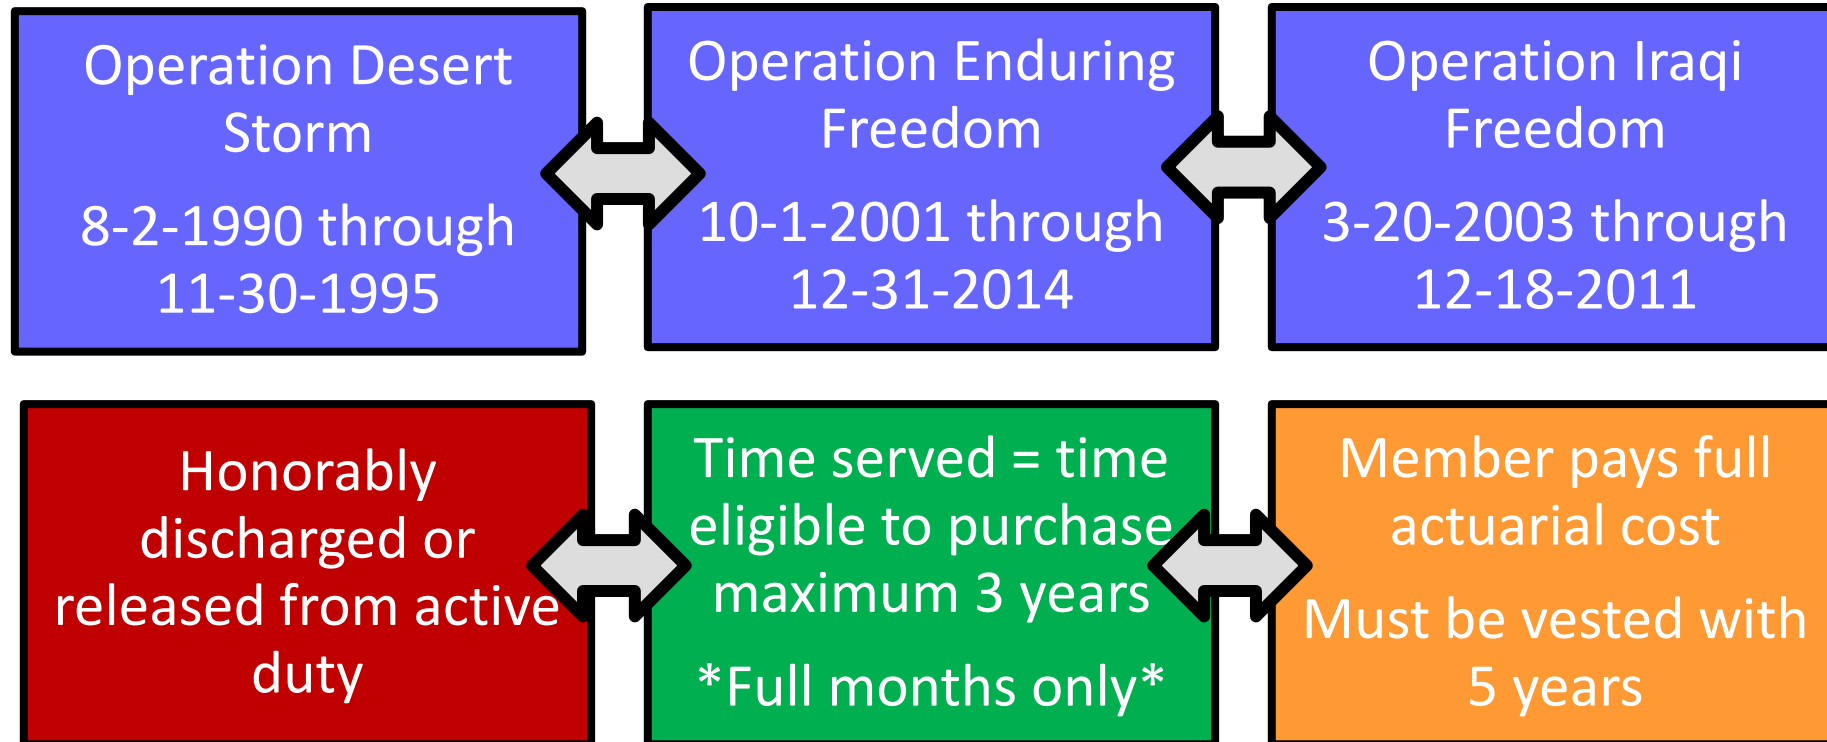 Operation Desert
Storm
8-2-1990 through
11-30-1995
Operation Enduring
Freedom
10-1-2001 through
12-31-2014
Operation Iraqi
Freedom
3-20-2003 through
12-18-2011
Honorably
discharged or
released from active
duty
Time served = time
eligible to purchase
maximum 3 years
*Full months only*
Member pays full
actuarial cost
Must be vested with
5 years